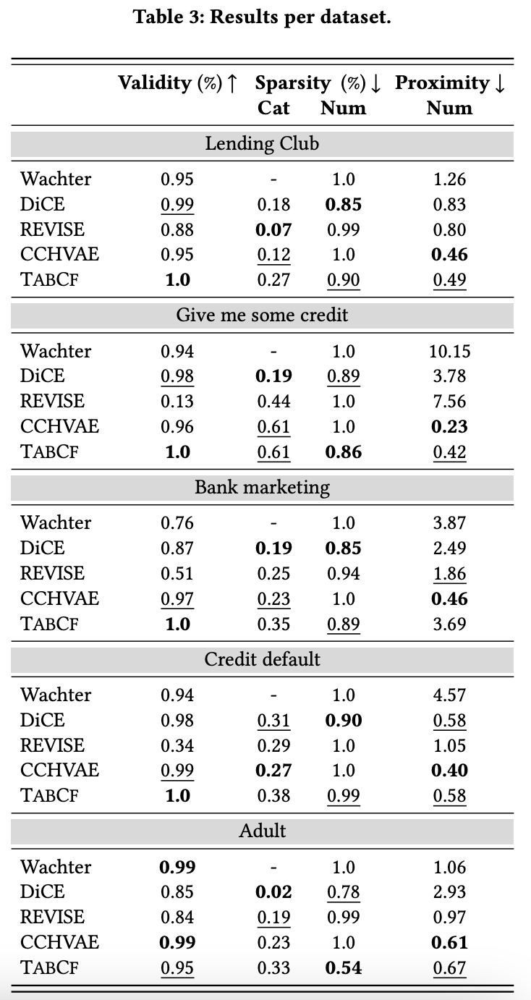 Table 3: Results per dataset.
Validity (%) ↑ Sparsity (%) ↓ Proximity ↓
Cat Num Num
Lending Club
Wachter 0.95 - 1.0 1.26
DiCE 0.99 0.18 0.85 0.83
REVISE 0.88 0.07 0.99 0.80
CCHVAE 0.95 0.12 1.0 0.46
TABCF 1.0 0.27 0.90 0.49
Give me some credit
Wachter 0.94 - 1.0 10.15
DiCE 0.98 0.19 0.89 3.78
REVISE 0.13 0.44 1.0 7.56
CCHVAE 0.96 0.61 1.0 0.23
TABCF 1.0 0.61 0.86 0.42
Bank marketing
Wachter 0.76 - 1.0 3.87
DiCE 0.87 0.19 0.85 2.49
REVISE 0.51 0.25 0.94 1.86
CCHVAE 0.97 0.23 1.0 0.46
TABCF 1.0 0.35 0.89 3.69
Credit default
Wachter 0.94 - 1.0 4.57
DiCE 0.98 0.31 0.90 0.58
REVISE 0.34 0.29 1.0 1.05
CCHVAE 0.99 0.27 1.0 0.40
TABCF 1.0 0.38 0.99 0.58
Adult
Wachter 0.99 - 1.0 1.06
DiCE 0.85 0.02 0.78 2.93
REVISE 0.84 0.19 0.99 0.97
CCHVAE 0.99 0.23 1.0 0.61
TABCF 0.95 0.33 0.54 0.67